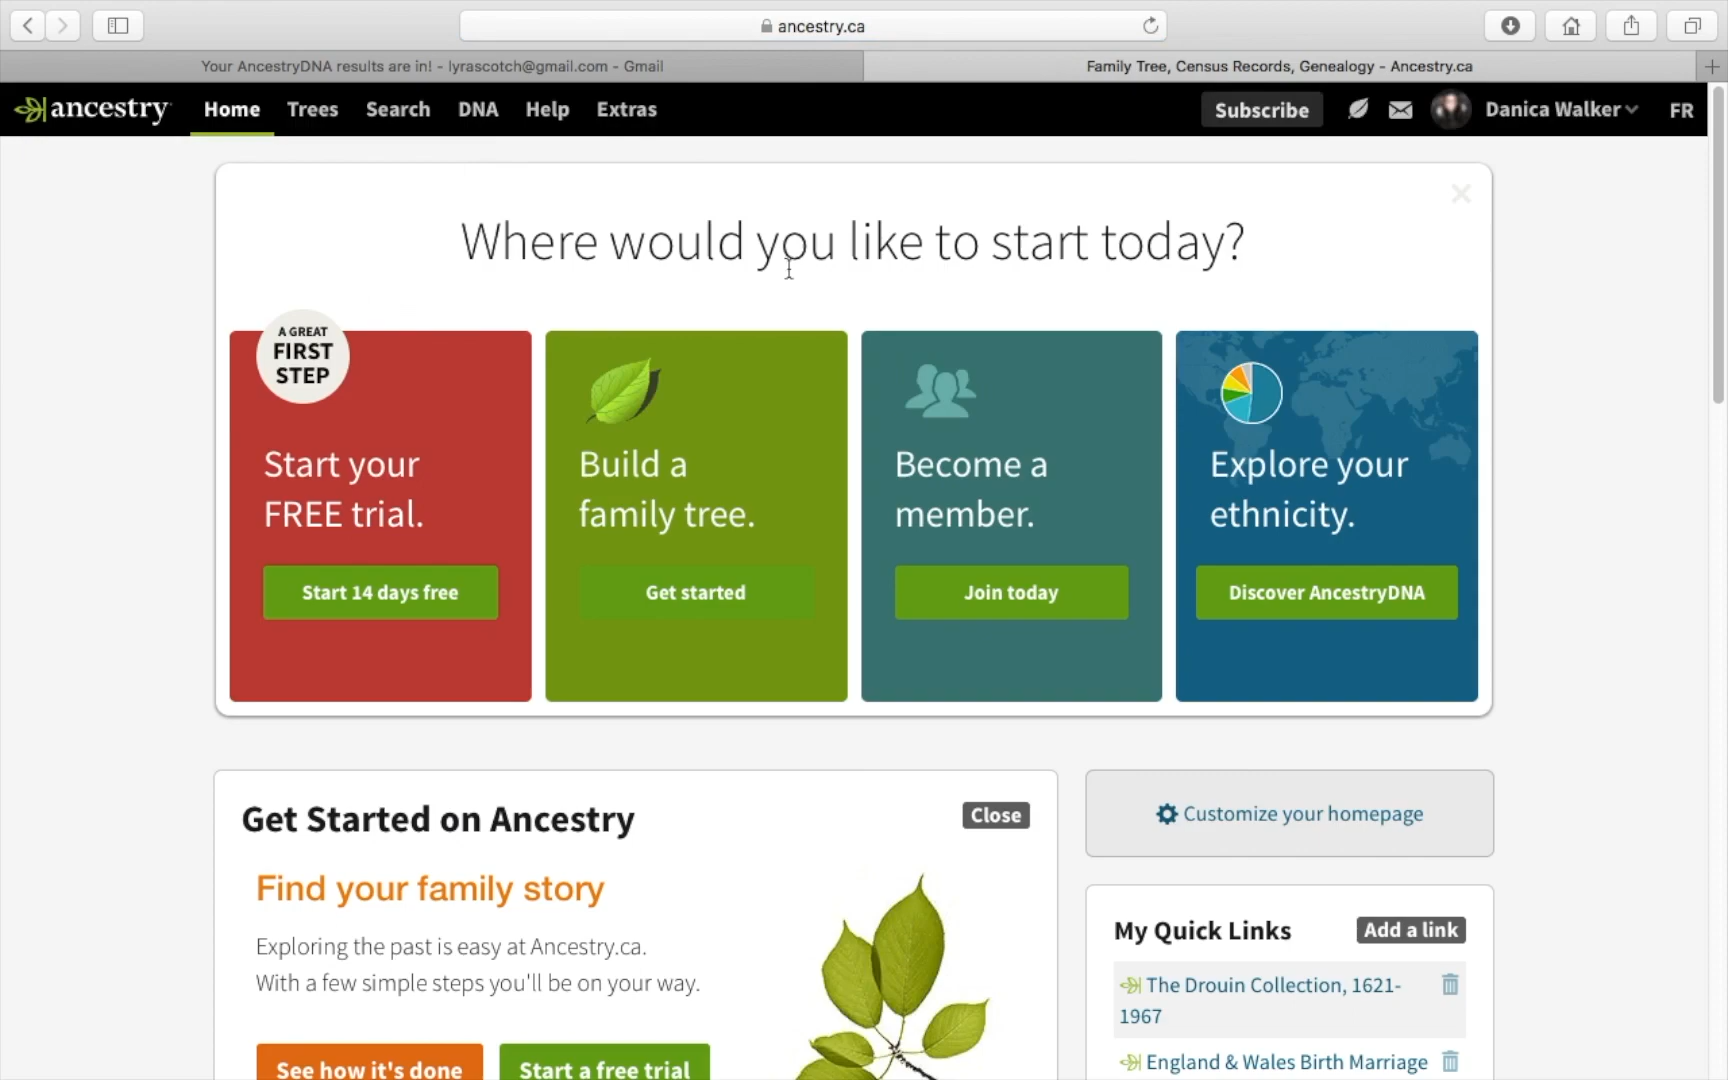 ancestry.ca
Your AncestryDNA results are in! - lyrascotch@gmail.com - Gmail
Family Tree, Census Records, Genealogy - Ancestry.ca
ancestry Home Trees Search DNA Help Extras Subscribe Danica Walker FR
Where would you like to start today?
A GREAT
FIRST
STEP
Start your
FREE trial.
Start 14 days free
Build a
family tree.
Get started
Become a
member.
Join today
Explore your
ethnicity.
Discover AncestryDNA
Get Started on Ancestry
Close
Find your family story
Exploring the past is easy at Ancestry.ca.
With a few simple steps you'll be on your way.
See how it's done
Start a free trial
Customize your homepage
My Quick Links
Add a link
The Drouin Collection, 1621-
1967
England & Wales Birth Marriage